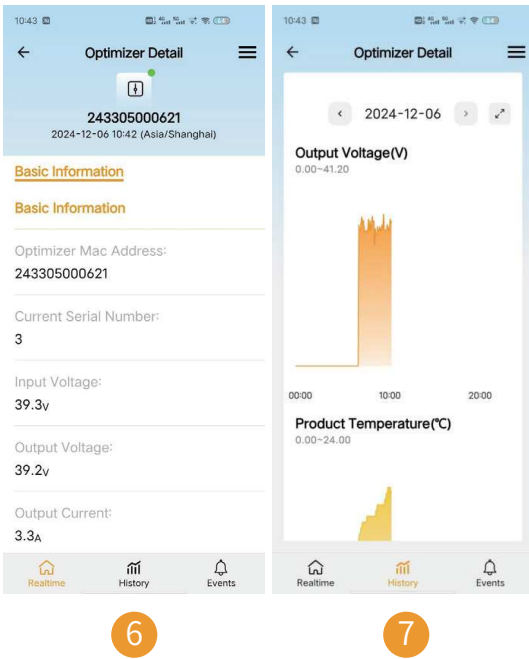 10:43
Optimizer Detail
243305000621
2024-12-06 10:42 (Asia/Shanghai)
Basic Information
Basic Information
Optimizer Mac Address:
243305000621
Current Serial Number:
3
Input Voltage:
39.3V
Output Voltage:
39.2V
Output Current:
3.3A
Realtime
History
Events
6
10:43
Optimizer Detail
2024-12-06
Output Voltage(V)
0.00~41.20
00:00 10:00 20:00
Product Temperature(℃)
0.00~24.00
Realtime
History
Events
7